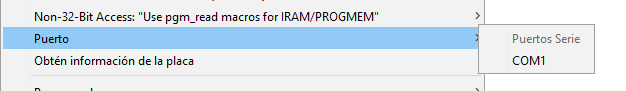 Non-32-Bit Access: "Use pgm_read macros for IRAM/PROGMEM"
Puerto
Puertos Serie
Obtén información de la placa
COM1